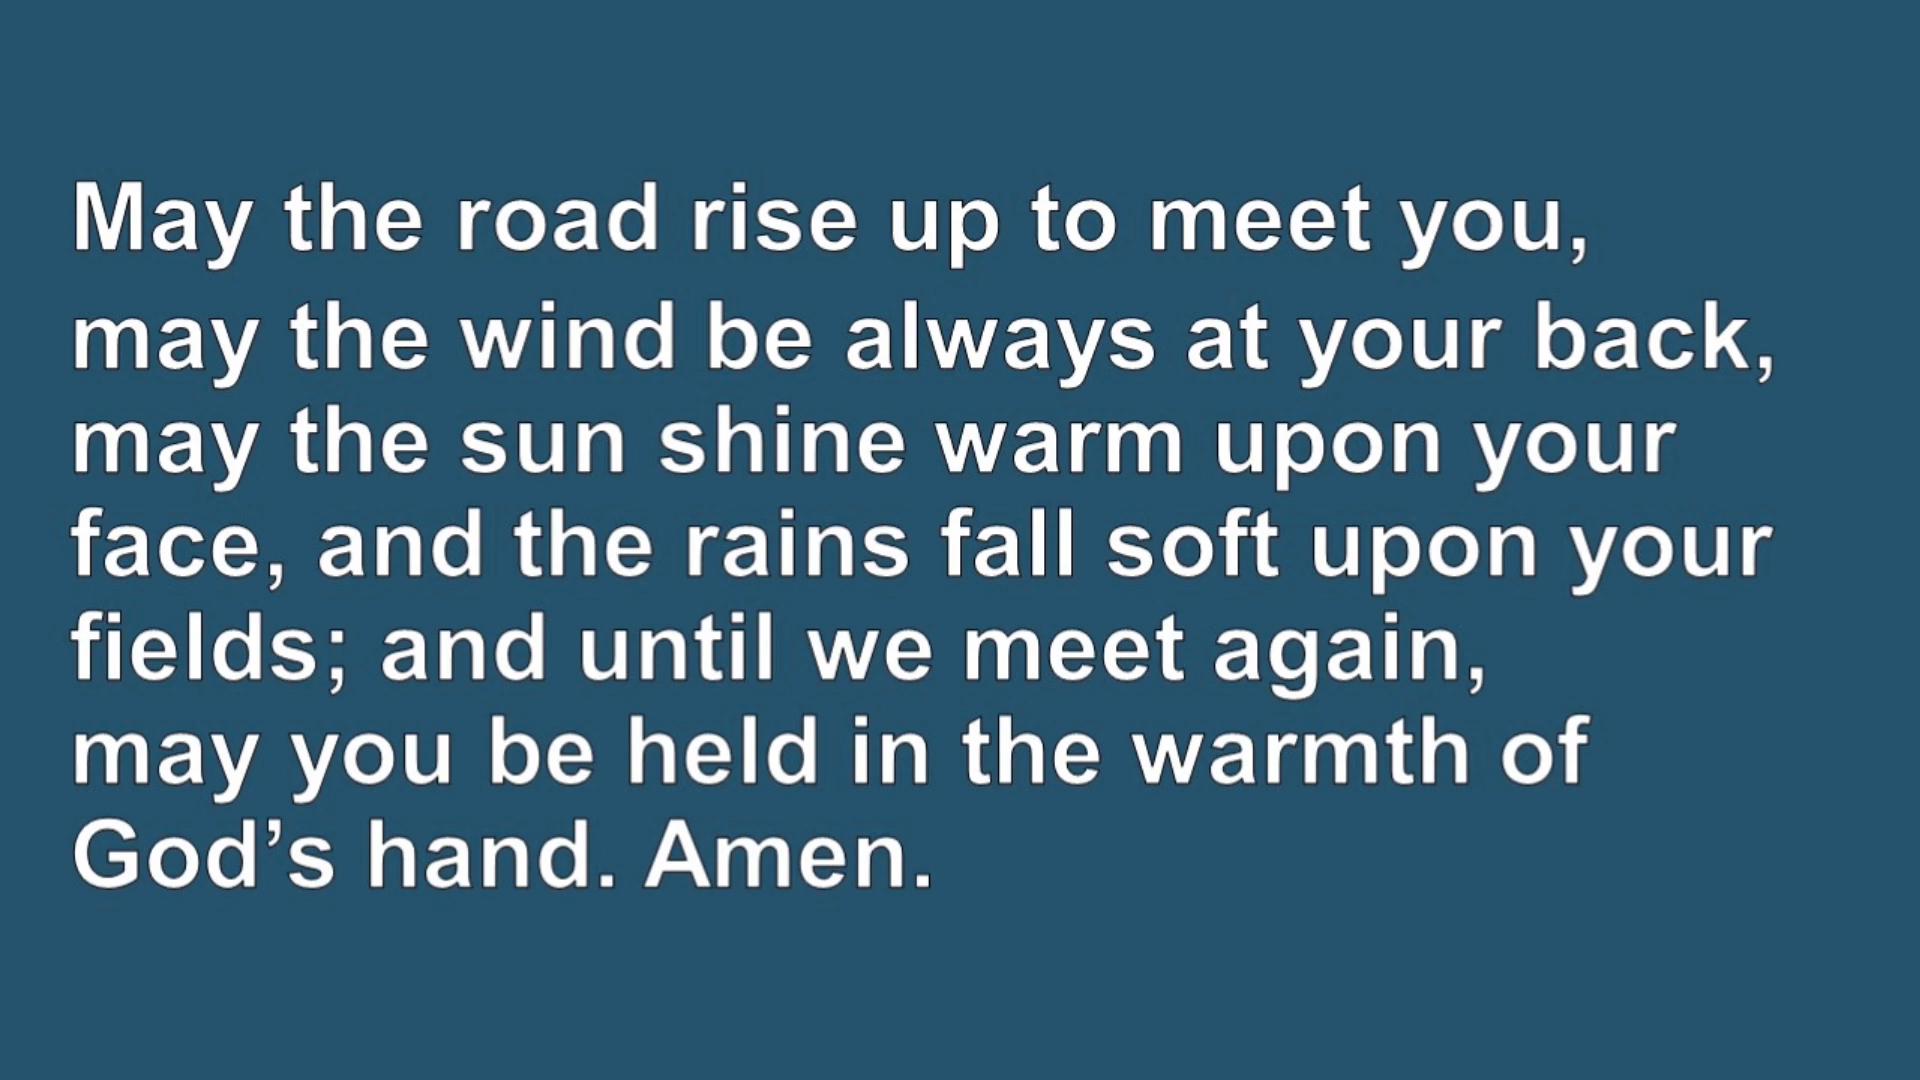 May the road rise up to meet you,
may the wind be always at your back,
may the sun shine warm upon your
face, and the rains fall soft upon your
fields; and until we meet again,
may you be held in the warmth of
God’s hand. Amen.